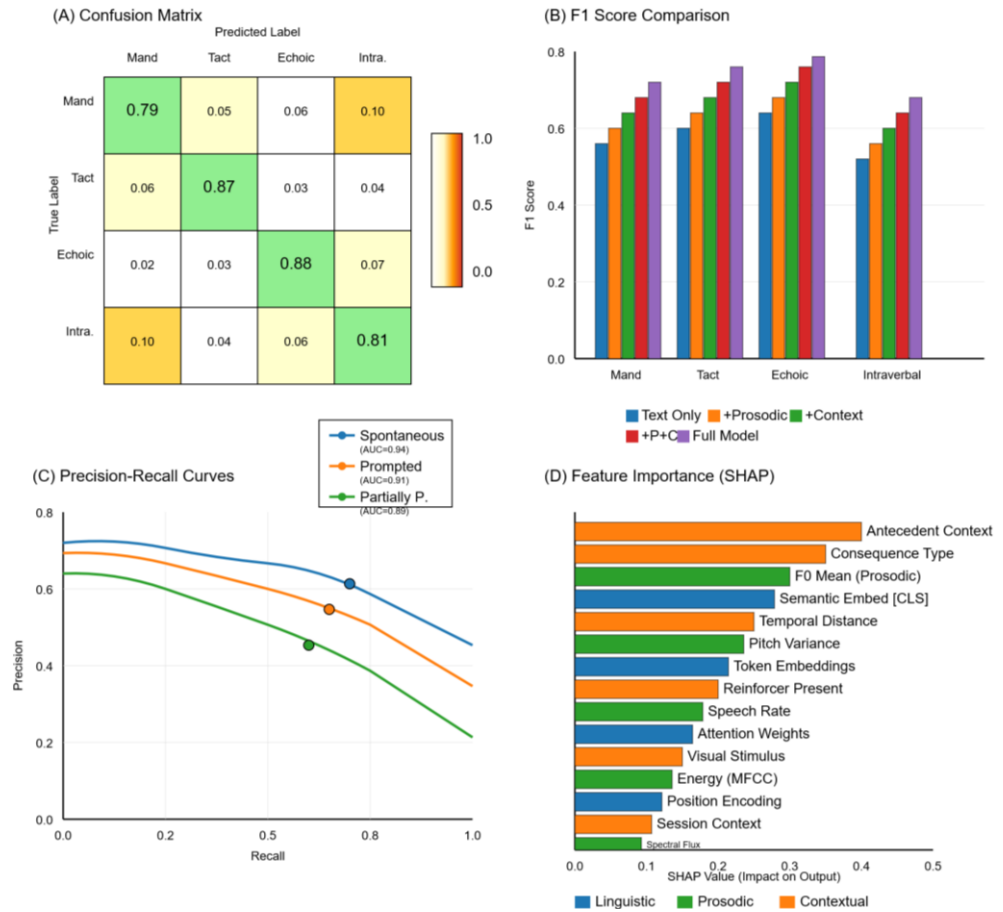 (A) Confusion Matrix
Predicted Label
Mand Tact Echoic Intra.
True Label
Mand 0.79 0.05 0.06 0.10
Tact 0.06 0.87 0.03 0.04
Echoic 0.02 0.03 0.88 0.07
Intra. 0.10 0.04 0.06 0.81
1.0
0.5
0.0
(B) F1 Score Comparison
F1 Score
0.8
0.6
0.4
0.2
0.0
Mand Tact Echoic Intraverbal
Text Only +Prosodic +Context
+P+C Full Model
(C) Precision-Recall Curves
Spontaneous
(AUC=0.94)
Prompted
(AUC=0.91)
Partially P.
(AUC=0.89)
Precision
0.8
0.6
0.4
0.2
0.0
0.0 0.2 0.5 0.8 1.0
Recall
(D) Feature Importance (SHAP)
Antecedent Context
Consequence Type
F0 Mean (Prosodic)
Semantic Embed [CLS]
Temporal Distance
Pitch Variance
Token Embeddings
Reinforcer Present
Speech Rate
Attention Weights
Visual Stimulus
Energy (MFCC)
Position Encoding
Session Context
Spectral Flux
0.0 0.1 0.2 0.3 0.4 0.5
SHAP Value (Impact on Output)
Linguistic Prosodic Contextual